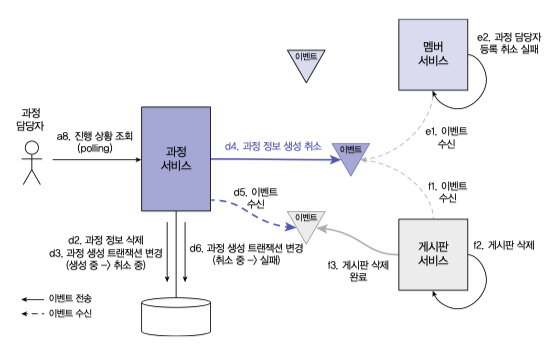 이벤트
멤버
서비스
e2. 과정 담당자
등록 취소 실패
과정
담당자
a8. 진행 상황 조회
(polling)
과정
서비스
d4. 과정 정보 생성 취소
이벤트
e1. 이벤트
수신
d5. 이벤트
수신
f1. 이벤트
수신
이벤트
d2. 과정 정보 삭제
d3. 과정 생성 트랜잭션 변경
(생성 중 -> 취소 중)
d6. 과정 생성 트랜잭션 변경
(취소 중 -> 실패)
f3. 게시판 삭제
완료
게시판
서비스
f2. 게시판 삭제
이벤트 전송
이벤트 수신